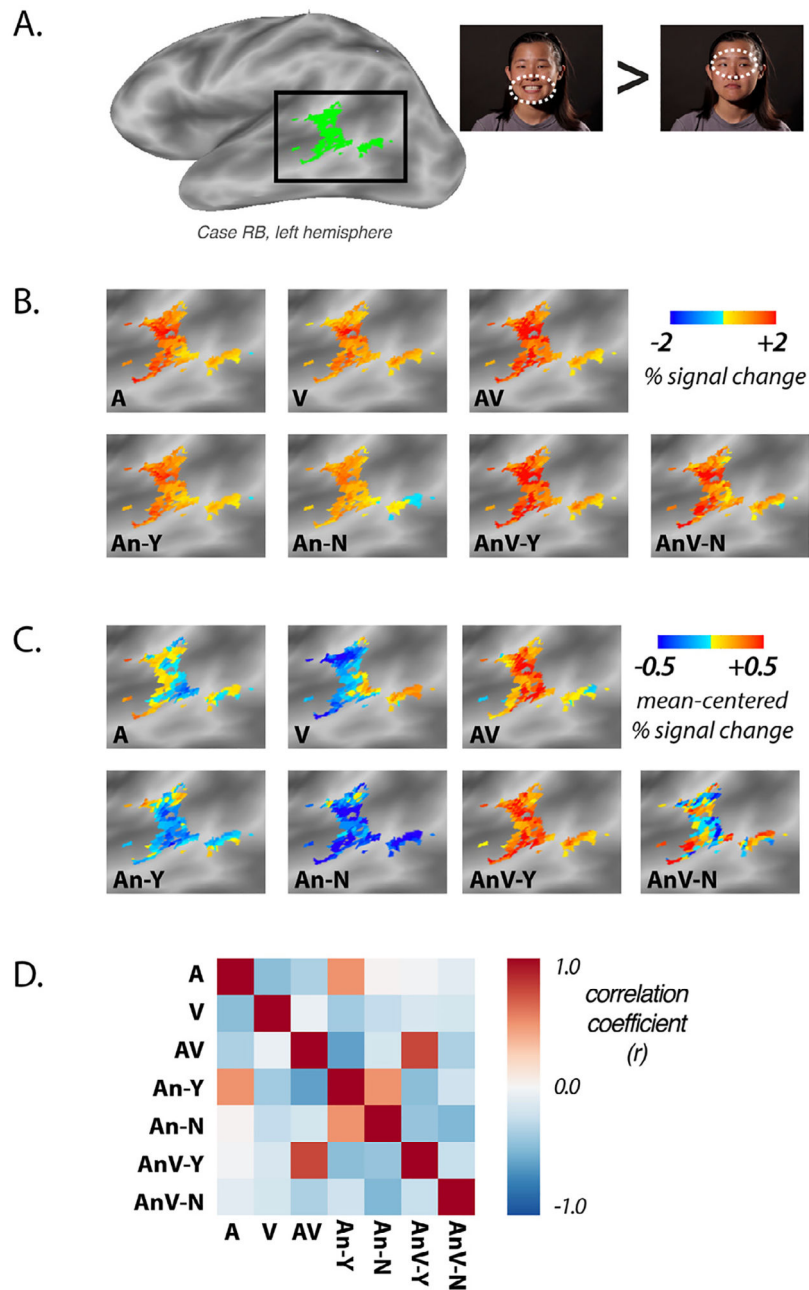 A.
>
Case RB, left hemisphere
B.
A
V
AV
-2
+2
% signal change
An-Y
An-N
AnV-Y
AnV-N
C.
A
V
AV
-0.5
+0.5
mean-centered
% signal change
An-Y
An-N
AnV-Y
AnV-N
D.
A
V
AV
An-Y
An-N
AnV-Y
AnV-N
A
V
AV
An-Y
An-N
AnV-Y
AnV-N
1.0
0.0
-1.0
correlation
coefficient
(r)